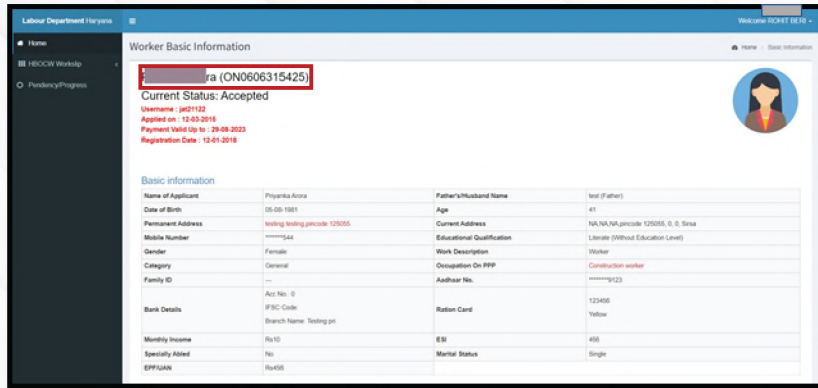 Labour Department Haryana
Welcome ROHIT BERI
Home
HBOCW Workslip
Pendency/Progress
Worker Basic Information
Home Basic Information
ra (ON0606315425)
Current Status: Accepted
Username : jat21122
Applied on : 12-03-2015
Payment Valid Up to : 29-08-2023
Registration Date : 12-01-2018
Basic information
Name of Applicant Priyanka Arora Father's/Husband Name test (Father)
Date of Birth 05-08-1981 Age 41
Permanent Address testing testing,pincode 125055 Current Address NA,NA,NA,pincode 125055, 0, 0, Sirsa
Mobile Number ******544 Educational Qualification Literate (Without Education Level)
Gender Female Work Description Worker
Category General Occupation On PPP Construction worker
Family ID --- Aadhaar No. ********9123
Bank Details Acc No.: 0
IFSC Code:
Branch Name: Testing pri
Ration Card 123456
Yellow
Monthly Income Rs10 ESI 456
Specially Abled No Marital Status Single
EPF/UAN Rs456